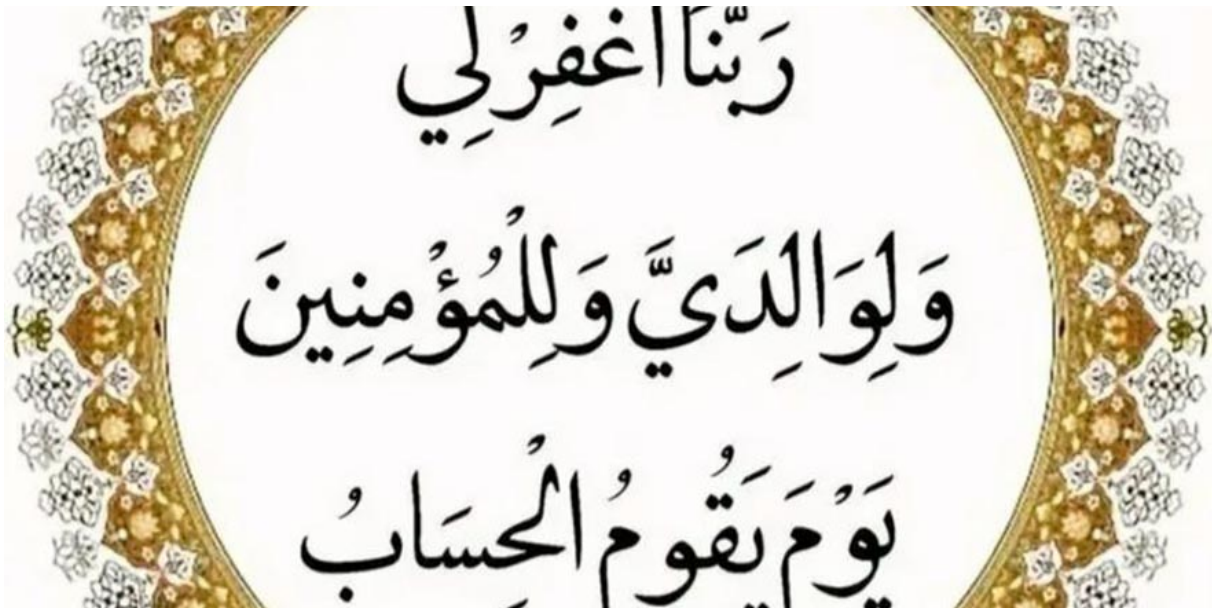 رَبَّنَا اغْفِرْ لِي
وَلِوَالِدَيَّ وَلِلْمُؤْمِنِينَ
يَوْمَ يَقُومُ الْحِسَابُ